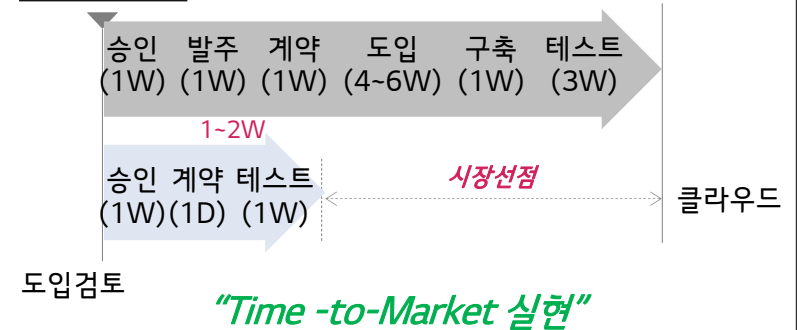 승인 발주 계약 도입 구축 테스트
(1W) (1W) (1W) (4~6W) (1W) (3W)
1~2W
승인 계약 테스트
(1W)(1D) (1W)
시장선점
클라우드
도입검토
“Time -to-Market 실현”